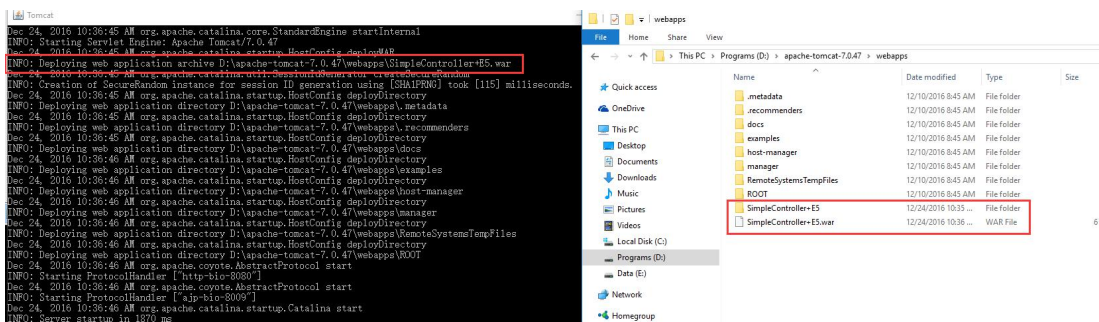 Tomcat
Dec 24, 2016 10:36:45 AM org.apache.catalina.core.StandardEngine startInternal
INFO: Starting Servlet Engine: Apache Tomcat/7.0.47
Dec 24, 2016 10:36:45 AM org.apache.catalina.startup.HostConfig deployWAR
INFO: Deploying web application archive D:\apache-tomcat-7.0.47\webapps\SimpleController+E5.war
Dec 24, 2016 10:36:45 AM org.apache.catalina.util.SessionIdGenerator createSecureRandom
INFO: Creation of SecureRandom instance for session ID generation using [SHA1PRNG] took [115] milliseconds.
Dec 24, 2016 10:36:45 AM org.apache.catalina.startup.HostConfig deployDirectory
INFO: Deploying web application directory D:\apache-tomcat-7.0.47\webapps\.metadata
Dec 24, 2016 10:36:45 AM org.apache.catalina.startup.HostConfig deployDirectory
INFO: Deploying web application directory D:\apache-tomcat-7.0.47\webapps\.recommenders
Dec 24, 2016 10:36:45 AM org.apache.catalina.startup.HostConfig deployDirectory
INFO: Deploying web application directory D:\apache-tomcat-7.0.47\webapps\docs
Dec 24, 2016 10:36:46 AM org.apache.catalina.startup.HostConfig deployDirectory
INFO: Deploying web application directory D:\apache-tomcat-7.0.47\webapps\examples
Dec 24, 2016 10:36:46 AM org.apache.catalina.startup.HostConfig deployDirectory
INFO: Deploying web application directory D:\apache-tomcat-7.0.47\webapps\host-manager
Dec 24, 2016 10:36:46 AM org.apache.catalina.startup.HostConfig deployDirectory
INFO: Deploying web application directory D:\apache-tomcat-7.0.47\webapps\manager
Dec 24, 2016 10:36:46 AM org.apache.catalina.startup.HostConfig deployDirectory
INFO: Deploying web application directory D:\apache-tomcat-7.0.47\webapps\RemoteSystemsTempFiles
Dec 24, 2016 10:36:46 AM org.apache.catalina.startup.HostConfig deployDirectory
INFO: Deploying web application directory D:\apache-tomcat-7.0.47\webapps\ROOT
Dec 24, 2016 10:36:46 AM org.apache.coyote.AbstractProtocol start
INFO: Starting ProtocolHandler ["http-bio-8080"]
Dec 24, 2016 10:36:46 AM org.apache.coyote.AbstractProtocol start
INFO: Starting ProtocolHandler ["ajp-bio-8009"]
Dec 24, 2016 10:36:46 AM org.apache.catalina.startup.Catalina start
INFO: Server startup in 1870 ms
webapps
File Home Share View
This PC > Programs (D:) > apache-tomcat-7.0.47 > webapps
Quick access
OneDrive
This PC
Desktop
Documents
Downloads
Music
Pictures
Videos
Local Disk (C:)
Programs (D:)
Data (E:)
Network
Homegroup
Name Date modified Type Size
.metadata 12/10/2016 8:45 AM File folder
.recommenders 12/10/2016 8:45 AM File folder
docs 12/10/2016 8:45 AM File folder
examples 12/10/2016 8:45 AM File folder
host-manager 12/10/2016 8:45 AM File folder
manager 12/10/2016 8:45 AM File folder
RemoteSystemsTempFiles 12/10/2016 8:45 AM File folder
ROOT 12/10/2016 8:45 AM File folder
SimpleController+E5 12/24/2016 10:35 ... File folder
SimpleController+E5.war 12/24/2016 10:36 ... WAR File 6